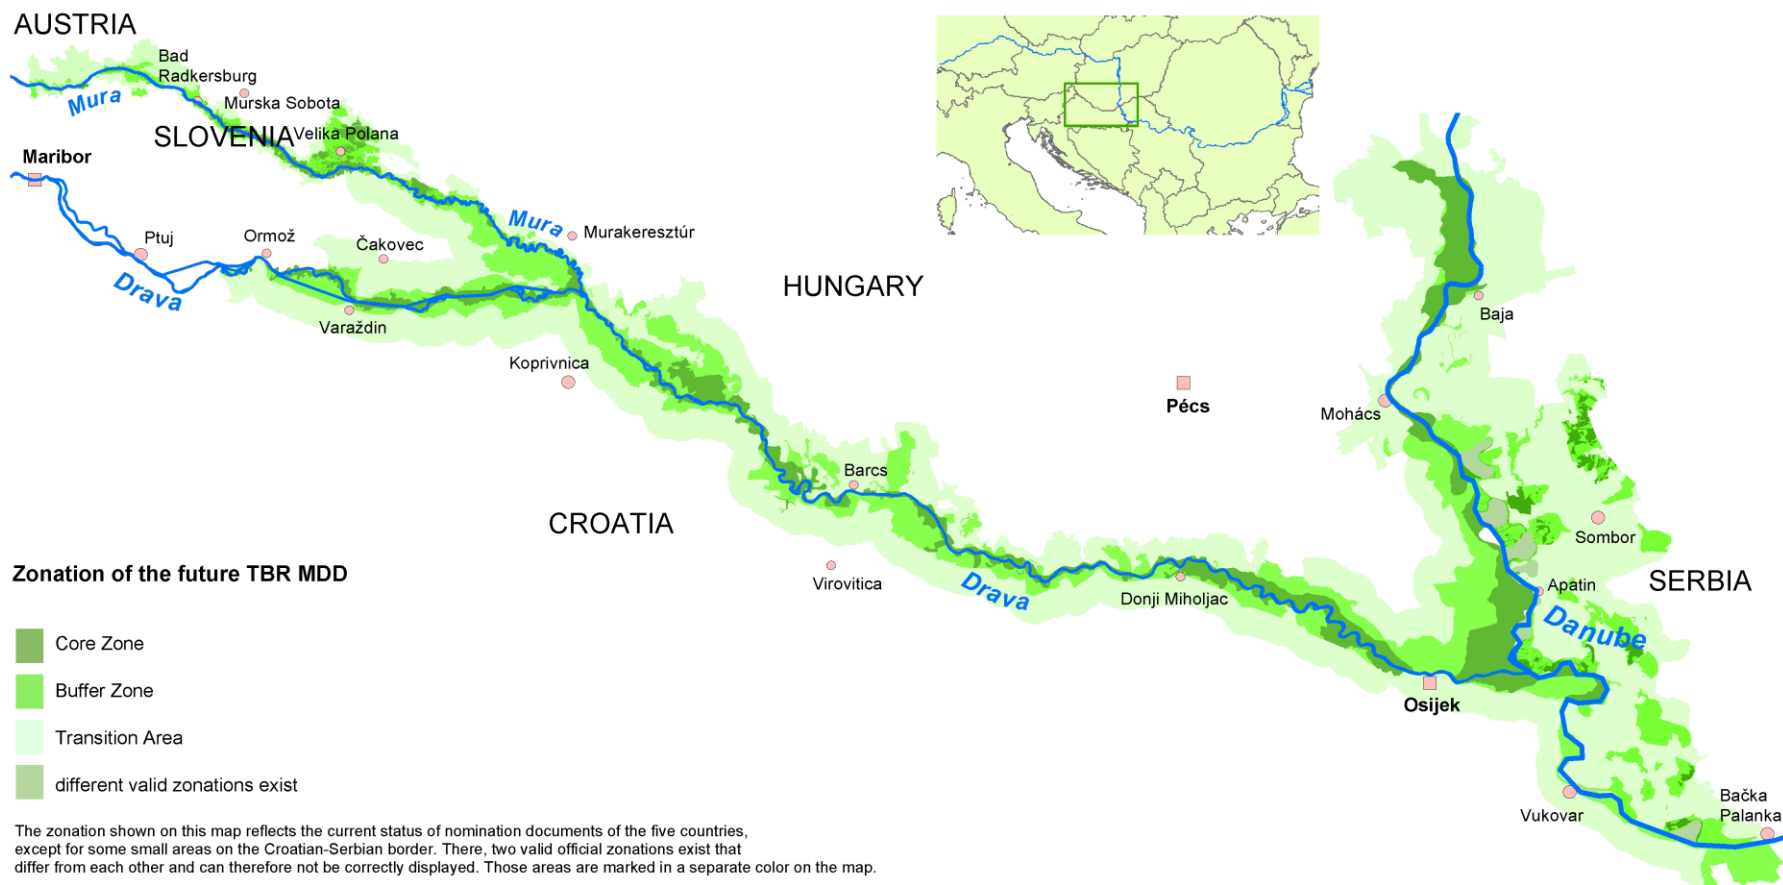 AUSTRIA
Bad
Radkersburg
Mura
Murska Sobota
SLOVENIA
Velika Polana
Maribor
Mura
Murakeresztúr
Ptuj
Ormož
Čakovec
Drava
HUNGARY
Varaždin
Baja
Koprivnica
Pécs
Mohács
Barcs
CROATIA
Sombor
Zonation of the future TBR MDD
Virovitica
Drava
Donji Miholjac
Apatin
SERBIA
Danube
Core Zone
Buffer Zone
Osijek
Transition Area
different valid zonations exist
Bačka
Palanka
Vukovar
The zonation shown on this map reflects the current status of nomination documents of the five countries,
except for some small areas on the Croatian-Serbian border. There, two valid official zonations exist that
differ from each other and can therefore not be correctly displayed. Those areas are marked in a separate color on the map.